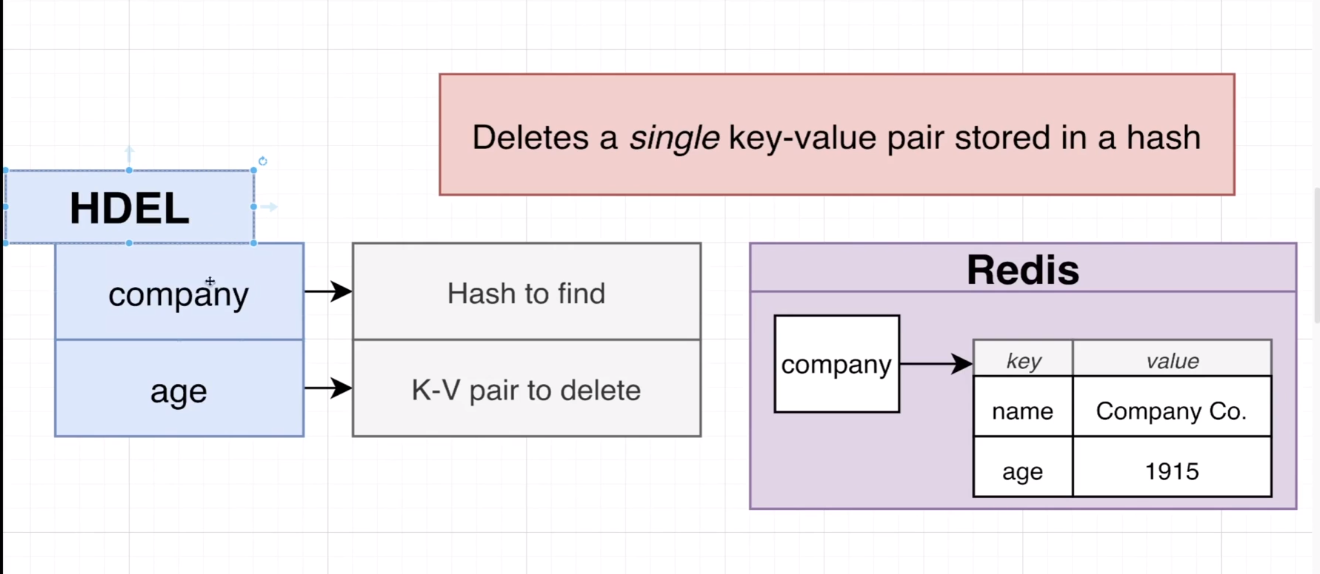 Deletes a single key-value pair stored in a hash
HDEL
company
Hash to find
age
K-V pair to delete
Redis
company
key value
name Company Co.
age 1915